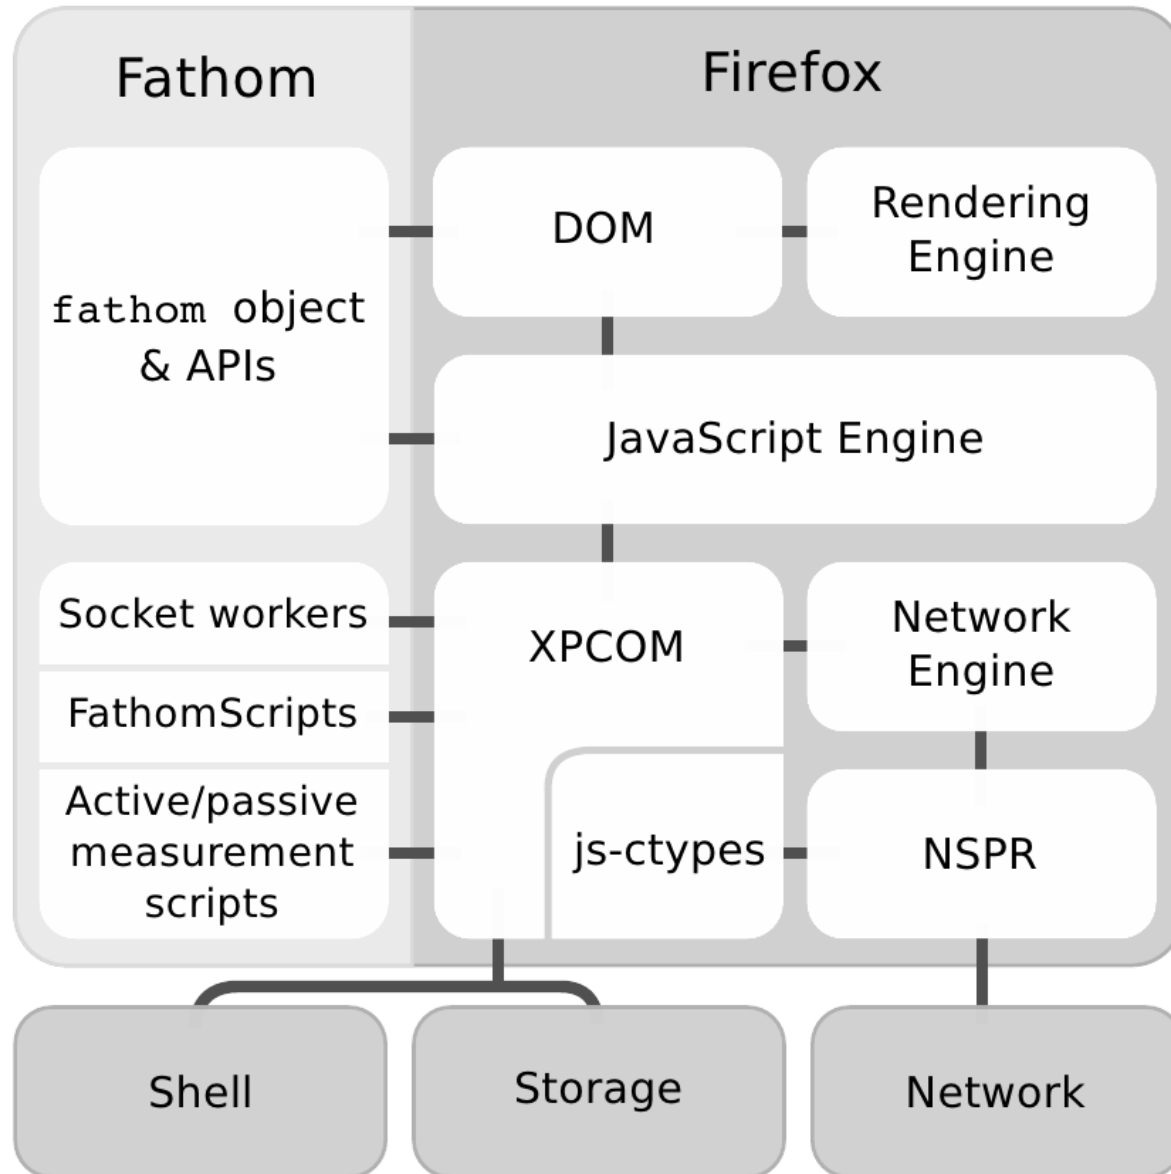 Fathom
Firefox
DOM
Rendering
Engine
fathom object
& APIs
JavaScript Engine
Socket workers
XPCOM
Network
Engine
FathomScripts
Active/passive
measurement
scripts
js-ctypes
NSPR
Shell
Storage
Network